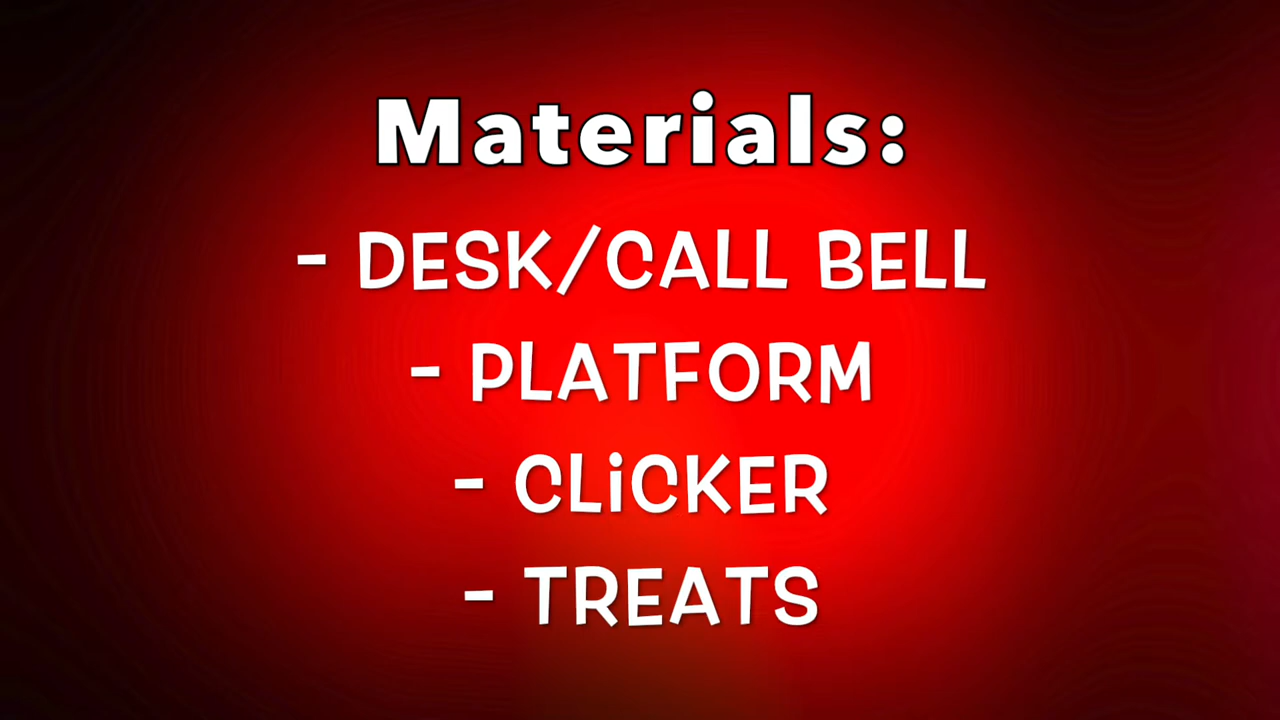 Materials:
- DESK/CALL BELL
- PLATFORM
- CLiCKER
- TREATS